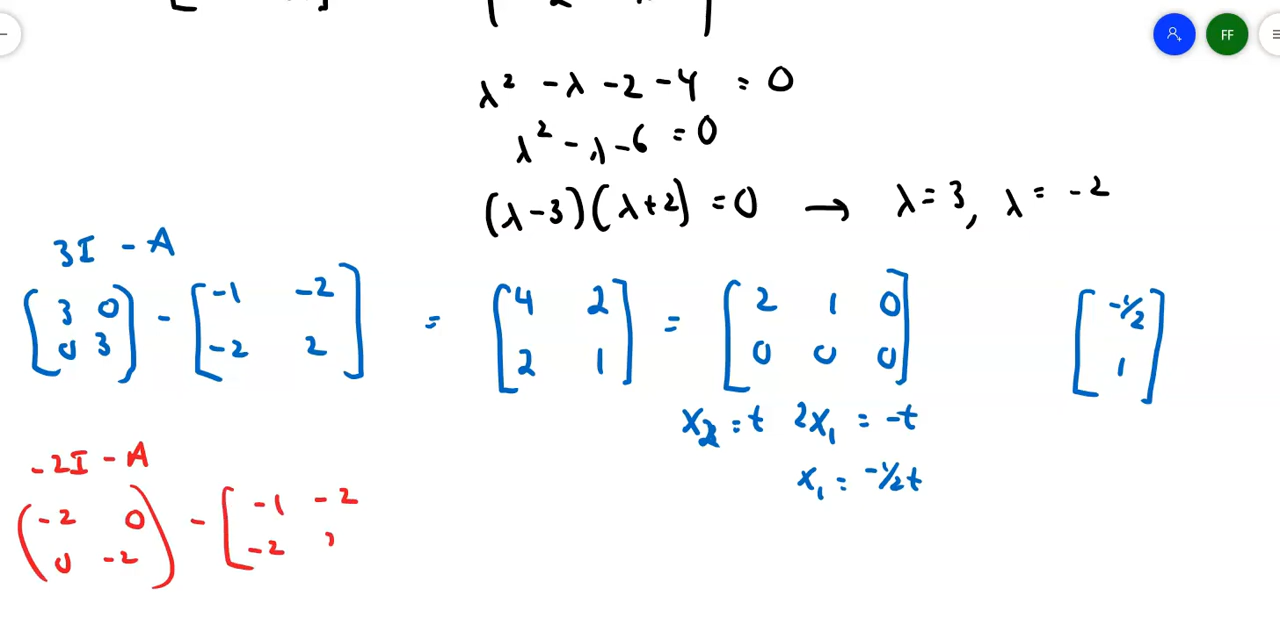 FF
2
λ² - λ - 2 - 4 = 0
λ² - λ - 6 = 0
(λ - 3)(λ + 2) = 0 → λ = 3, λ = -2
3I - A
[3 0; 0 3] - [-1 -2; -2 2] = [4 2; 2 1] = [2 1 0; 0 0 0] [-1/2; 1]
x₂ = t 2x₁ = -t
x₁ = -1/2t
-2I - A
(-2 0; 0 -2) - [-1 -2; -2